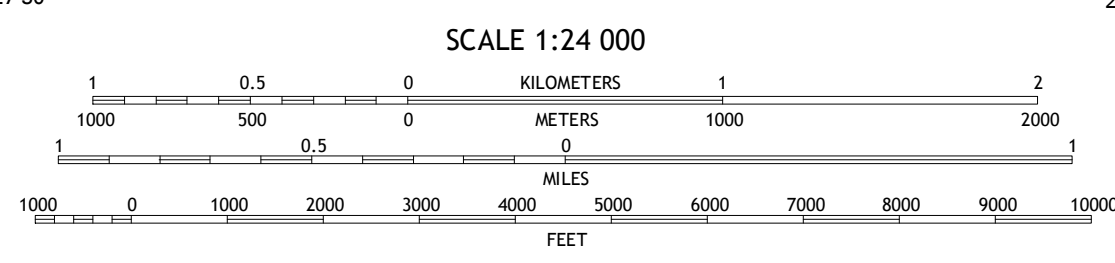 SCALE 1:24 000
1 0.5 0 KILOMETERS 1 2
1000 500 0 METERS 1000 2000
1 0.5 0 1
MILES
1000 0 1000 2000 3000 4000 5000 6000 7000 8000 9000 10000
FEET